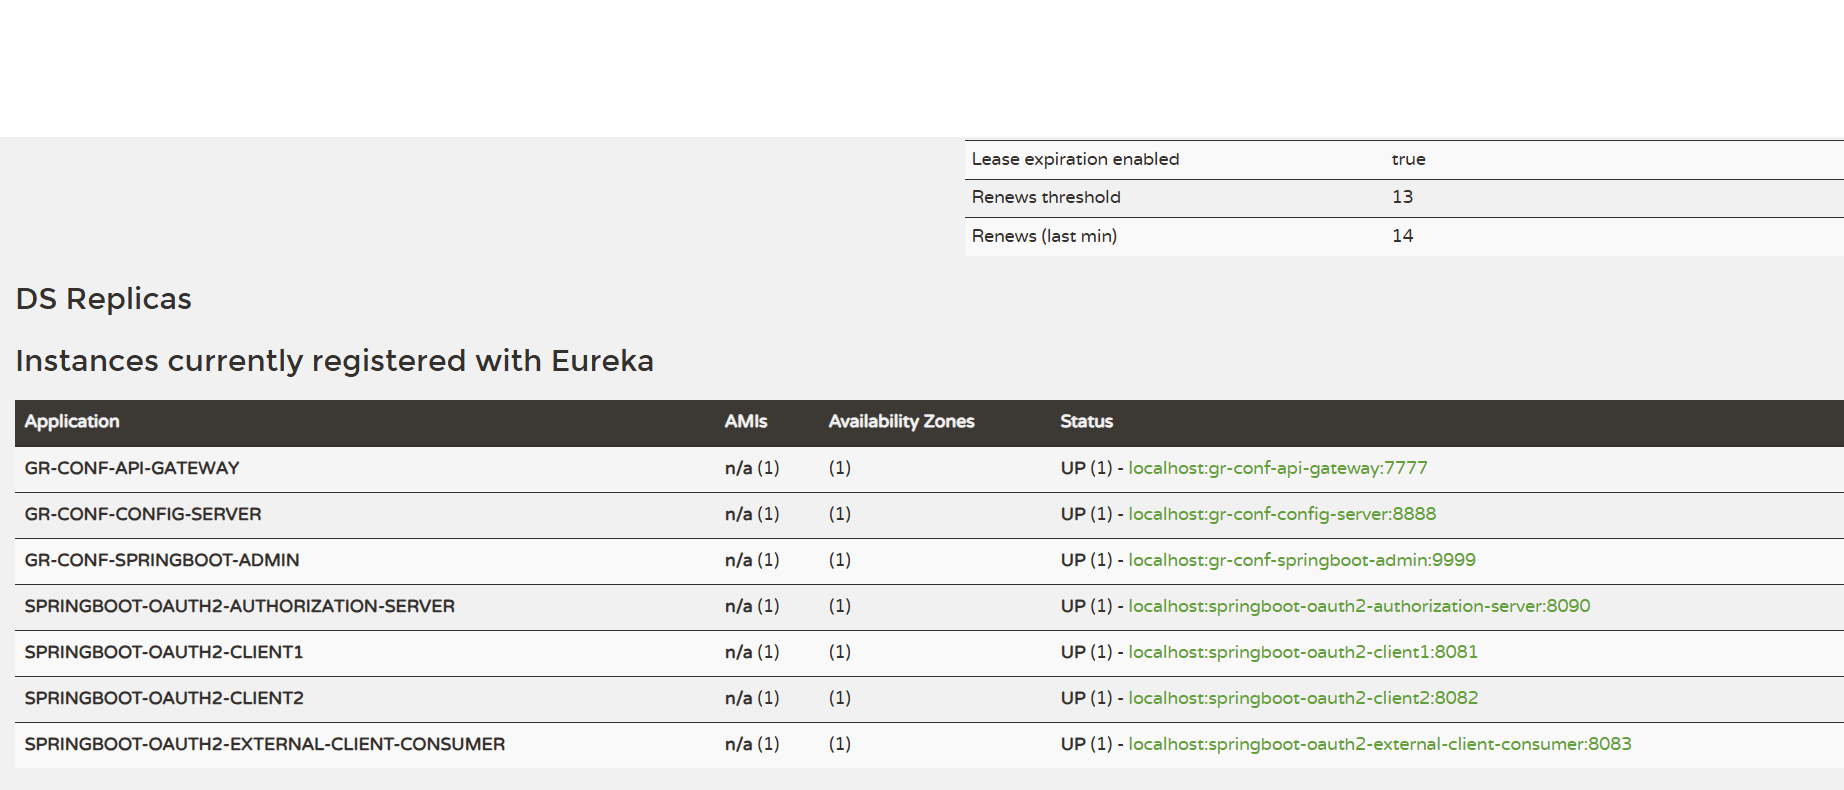 Lease expiration enabled true
Renews threshold 13
Renews (last min) 14
DS Replicas
Instances currently registered with Eureka
Application AMIs Availability Zones Status
GR-CONF-API-GATEWAY n/a (1) (1) UP (1) - localhost:gr-conf-api-gateway:7777
GR-CONF-CONFIG-SERVER n/a (1) (1) UP (1) - localhost:gr-conf-config-server:8888
GR-CONF-SPRINGBOOT-ADMIN n/a (1) (1) UP (1) - localhost:gr-conf-springboot-admin:9999
SPRINGBOOT-OAUTH2-AUTHORIZATION-SERVER n/a (1) (1) UP (1) - localhost:springboot-oauth2-authorization-server:8090
SPRINGBOOT-OAUTH2-CLIENT1 n/a (1) (1) UP (1) - localhost:springboot-oauth2-client1:8081
SPRINGBOOT-OAUTH2-CLIENT2 n/a (1) (1) UP (1) - localhost:springboot-oauth2-client2:8082
SPRINGBOOT-OAUTH2-EXTERNAL-CLIENT-CONSUMER n/a (1) (1) UP (1) - localhost:springboot-oauth2-external-client-consumer:8083